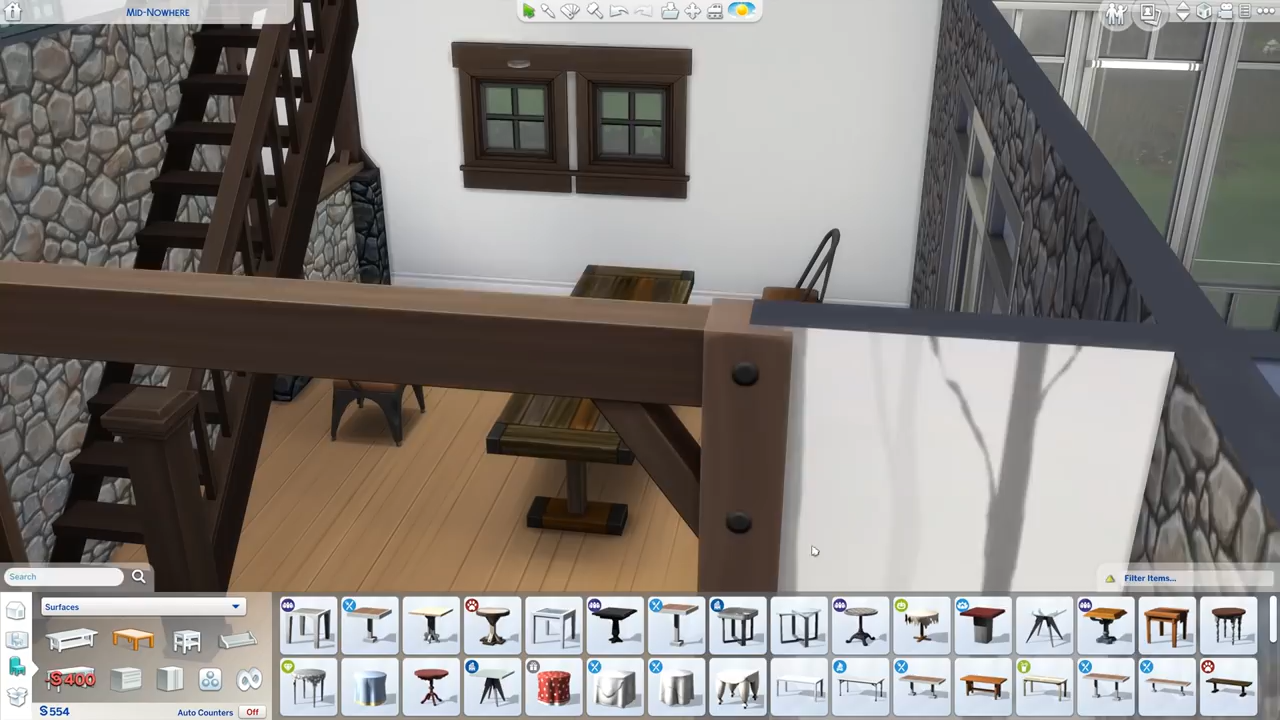 Mid-Nowhere
Search
Filter Items...
Surfaces
-§400
§554
Auto Counters
Off